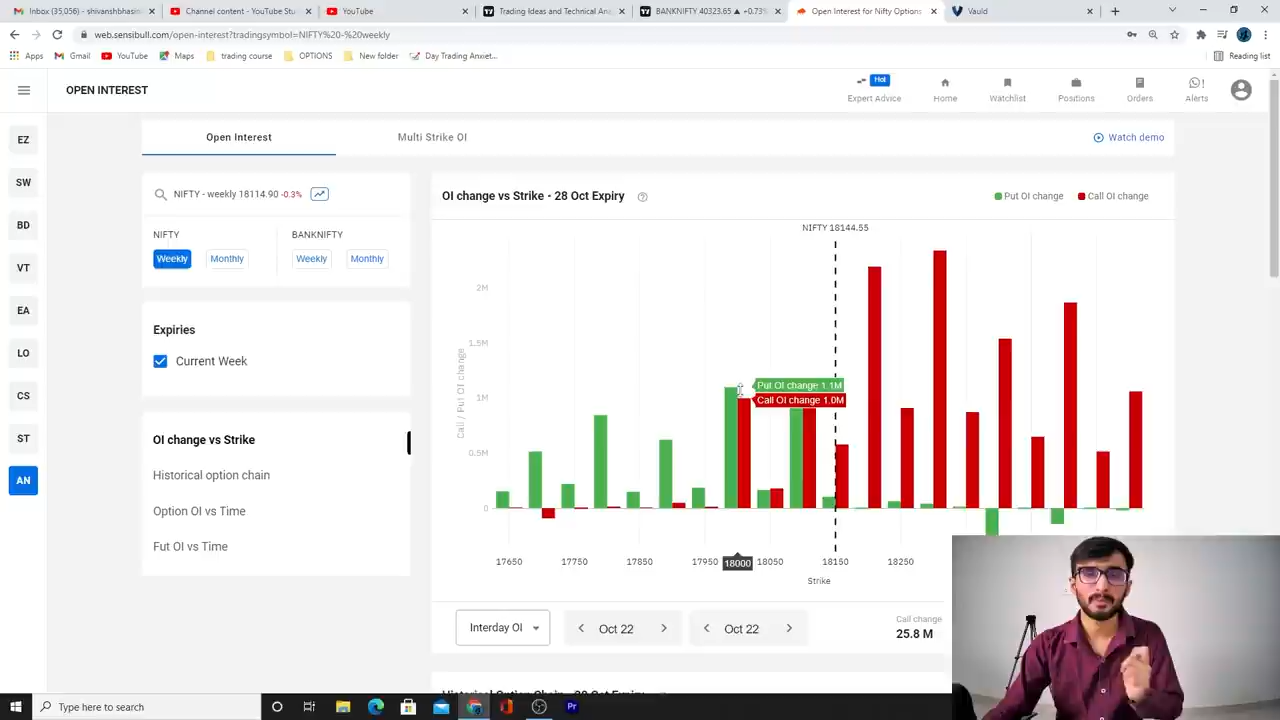 Inbox (35,056) - shivanshbhasin
Channel content - YouTube Stud
YouTube
Trading Ideas and Technical Ana
BANKNIFTY 40323.65 ▲ +0.73%
Open Interest for Nifty Options
Vauld
web.sensibull.com/open-interest?tradingsymbol=NIFTY%20-%20weekly
Apps
Gmail
YouTube
Maps
trading course
OPTIONS
New folder
Day Trading Anxiet...
Reading list
OPEN INTEREST
Hot
Expert Advice
Home
Watchlist
Positions
Orders
Alerts
EZ
SW
BD
VT
EA
LO
CS
ST
AN
Open Interest
Multi Strike OI
Watch demo
NIFTY - weekly 18114.90 -0.3%
NIFTY
BANKNIFTY
Weekly
Monthly
Weekly
Monthly
Expiries
Current Week
OI change vs Strike
Historical option chain
Option OI vs Time
Fut OI vs Time
OI change vs Strike - 28 Oct Expiry
Put OI change
Call OI change
NIFTY 18144.55
Call / Put OI change
2M
1.5M
1M
0.5M
0
Put OI change 1.1M
Call OI change 1.0M
17650
17750
17850
17950
18000
18050
18150
18250
Strike
Interday OI
Oct 22
Oct 22
Call change
25.8 M
Type here to search